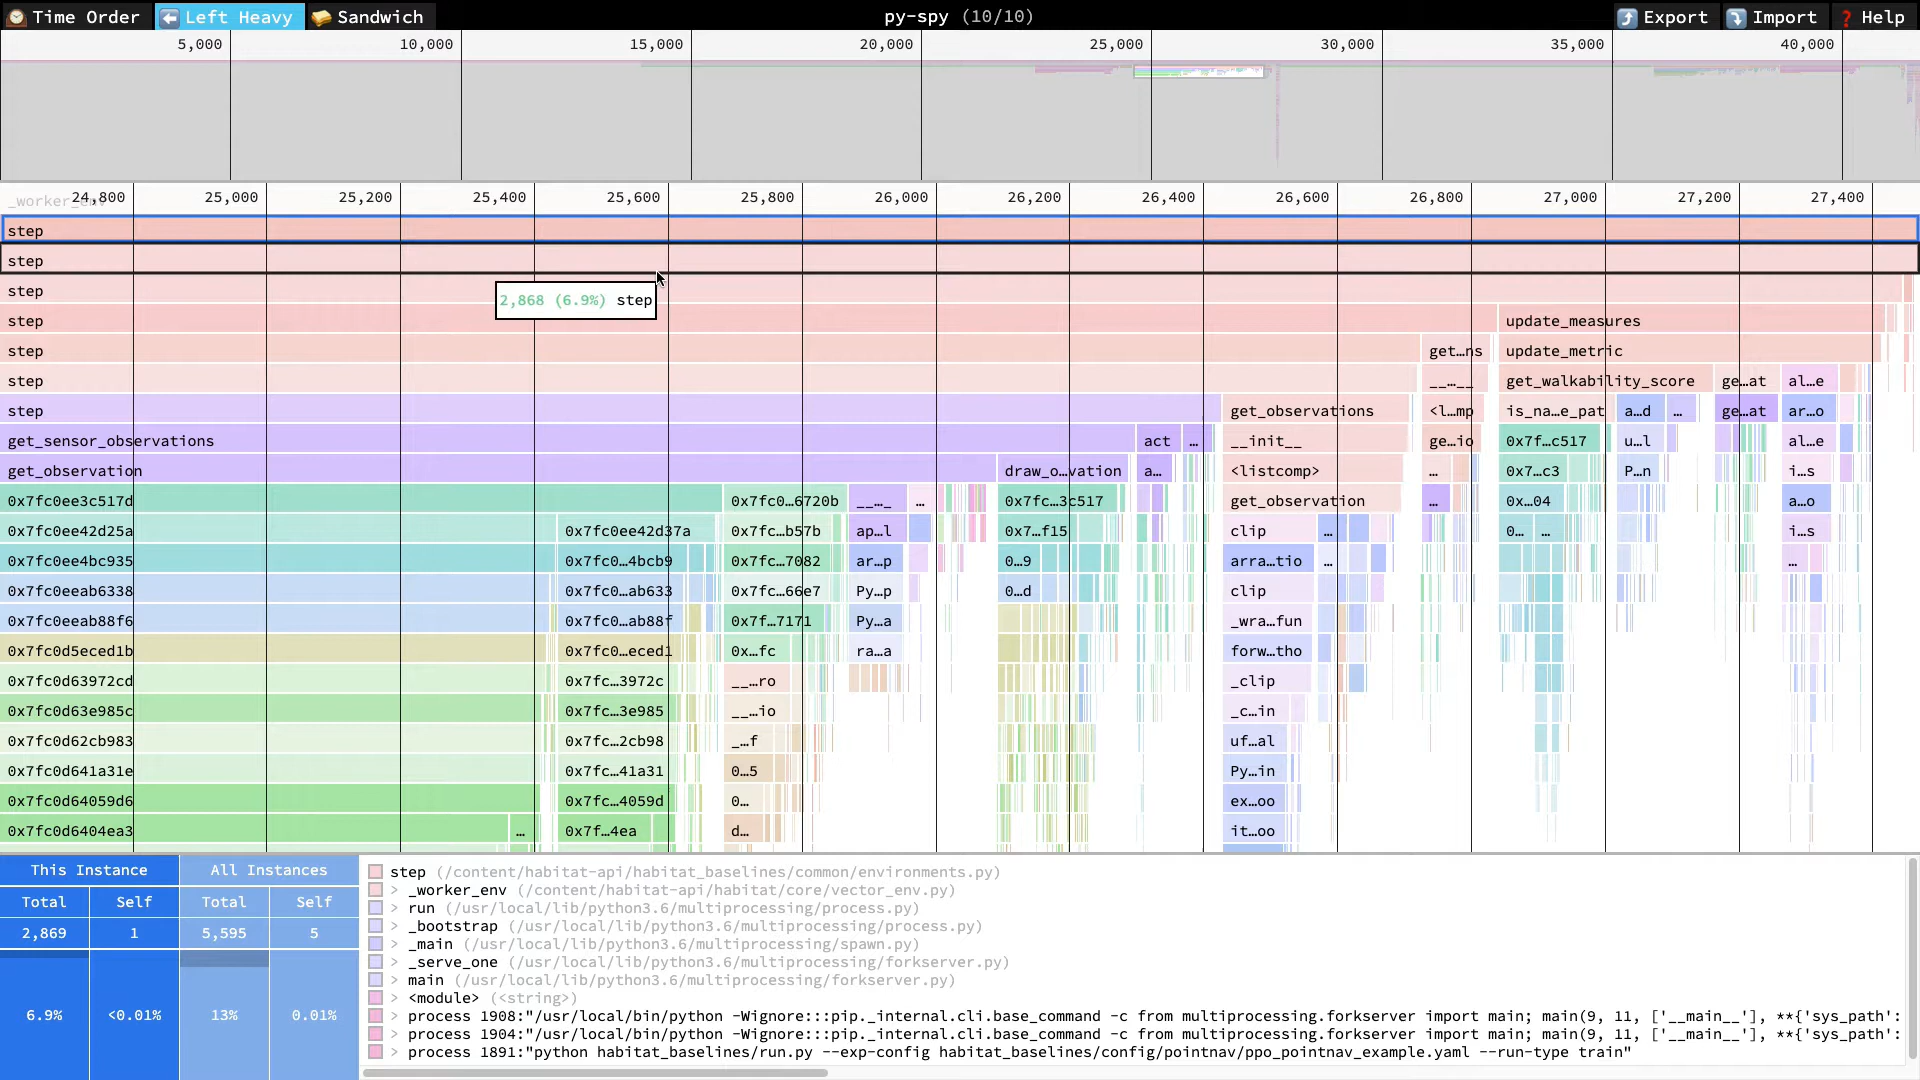 Time Order Left Heavy Sandwich py-spy (10/10) Export Import Help
5,000 10,000 15,000 20,000 25,000 30,000 35,000 40,000
_worker_env 24,800 25,000 25,200 25,400 25,600 25,800 26,000 26,200 26,400 26,600 26,800 27,000 27,200 27,400
step
step
step
2,868 (6.9%) step
step update_measures
step get…ns update_metric
step __…__ get_walkability_score ge…at al…e
step get_observations <l…mp is_na…e_pat a…d … ge…at ar…o
get_sensor_observations act … __init__ ge…io 0x7f…c517 u…l al…e
get_observation draw_o…vation a… <listcomp> … 0x7…c3 P…n i…s
0x7fc0ee3c517d 0x7fc0…6720b __…_ … 0x7fc…3c517 get_observation … 0x…04 a…o
0x7fc0ee42d25a 0x7fc0ee42d37a 0x7fc…b57b ap…l 0x7…f15 clip … 0… … i…s
0x7fc0ee4bc935 0x7fc0…4bcb9 0x7fc…7082 ar…p 0…9 arra…tio … …
0x7fc0eeab6338 0x7fc0…ab633 0x7fc…66e7 Py…p 0…d clip
0x7fc0eeab88f6 0x7fc0…ab88f 0x7f…7171 Py…a _wra…fun
0x7fc0d5eced1b 0x7fc0…eced1 0x…fc ra…a forw…tho
0x7fc0d63972cd 0x7fc…3972c __…ro _clip
0x7fc0d63e985c 0x7fc…3e985 __…io _c…in
0x7fc0d62cb983 0x7fc…2cb98 _…f uf…al
0x7fc0d641a31e 0x7fc…41a31 0…5 Py…in
0x7fc0d64059d6 0x7fc…4059d 0… ex…oo
0x7fc0d6404ea3 … 0x7f…4ea d… it…oo
This Instance All Instances
Total Self Total Self
2,869 1 5,595 5
6.9% <0.01% 13% 0.01%
step (/content/habitat-api/habitat_baselines/common/environments.py)
> _worker_env (/content/habitat-api/habitat/core/vector_env.py)
> run (/usr/local/lib/python3.6/multiprocessing/process.py)
> _bootstrap (/usr/local/lib/python3.6/multiprocessing/process.py)
> _main (/usr/local/lib/python3.6/multiprocessing/spawn.py)
> _serve_one (/usr/local/lib/python3.6/multiprocessing/forkserver.py)
> main (/usr/local/lib/python3.6/multiprocessing/forkserver.py)
> <module> (<string>)
> process 1908:"/usr/local/bin/python -Wignore:::pip._internal.cli.base_command -c from multiprocessing.forkserver import main; main(9, 11, ['__main__'], **{'sys_path':
> process 1904:"/usr/local/bin/python -Wignore:::pip._internal.cli.base_command -c from multiprocessing.forkserver import main; main(9, 11, ['__main__'], **{'sys_path':
> process 1891:"python habitat_baselines/run.py --exp-config habitat_baselines/config/pointnav/ppo_pointnav_example.yaml --run-type train"